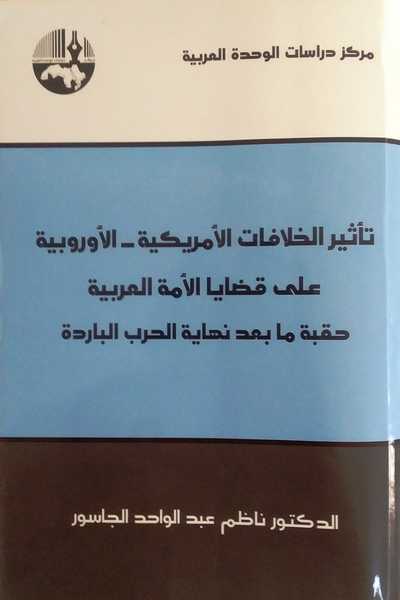 مركز دراسات الوحدة العربية
تأثير الخلافات الأمريكية - الأوروبية
على قضايا الأمة العربية
حقبة ما بعد نهاية الحرب الباردة
الدكتور ناظم عبد الواحد الجاسور